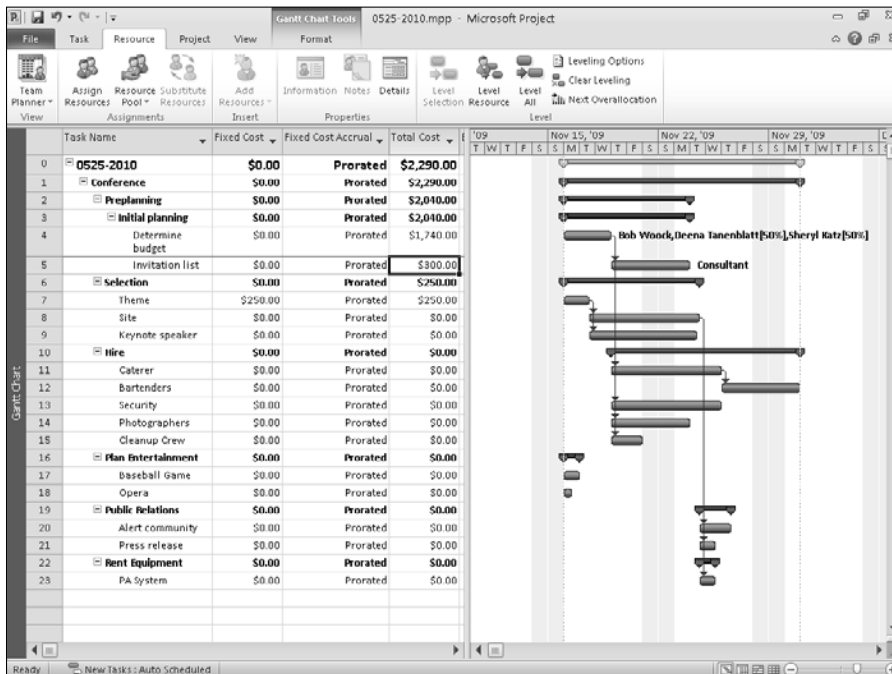 P
Gantt Chart Tools 0525-2010.mpp - Microsoft Project
File Task Resource Project View Format
Team Planner Assign Resources Resource Pool Substitute Resources Add Resources Information Notes Details Level Selection Level Resource Level All
Leveling Options
Clear Leveling
Next Overallocation
View Assignments Insert Properties Level
Task Name Fixed Cost Fixed Cost Accrual Total Cost '09 Nov 15, '09 Nov 22, '09 Nov 29, '09
T W T F S S M T W T F S S M T W T F S S M T W T F S
0 0525-2010 $0.00 Prorated $2,290.00
1 Conference $0.00 Prorated $2,290.00
2 Preplanning $0.00 Prorated $2,040.00
3 Initial planning $0.00 Prorated $2,040.00
4 Determine budget $0.00 Prorated $1,740.00 Bob Woock,Deena Tanenblatt[50%],Sheryl Katz[50%]
5 Invitation list $0.00 Prorated $300.00 Consultant
6 Selection $0.00 Prorated $250.00
7 Theme $250.00 Prorated $250.00
8 Site $0.00 Prorated $0.00
9 Keynote speaker $0.00 Prorated $0.00
10 Hire $0.00 Prorated $0.00
11 Caterer $0.00 Prorated $0.00
12 Bartenders $0.00 Prorated $0.00
13 Security $0.00 Prorated $0.00
14 Photographers $0.00 Prorated $0.00
15 Cleanup Crew $0.00 Prorated $0.00
16 Plan Entertainment $0.00 Prorated $0.00
17 Baseball Game $0.00 Prorated $0.00
18 Opera $0.00 Prorated $0.00
19 Public Relations $0.00 Prorated $0.00
20 Alert community $0.00 Prorated $0.00
21 Press release $0.00 Prorated $0.00
22 Rent Equipment $0.00 Prorated $0.00
23 PA System $0.00 Prorated $0.00
Gantt Chart
Ready New Tasks : Auto Scheduled